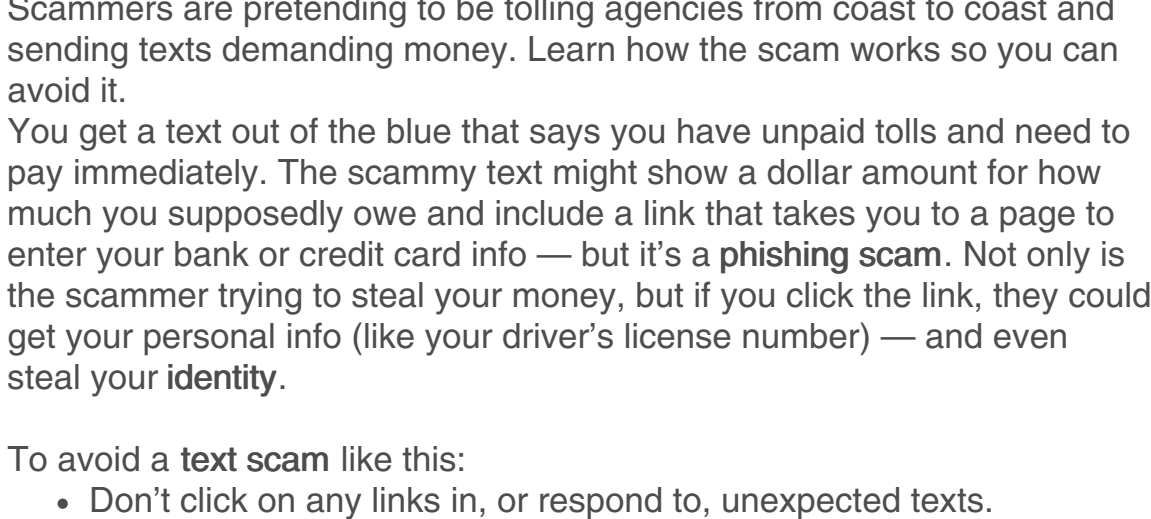 Scammers are pretending to be tolling agencies from coast to coast and
sending texts demanding money. Learn how the scam works so you can
avoid it.
You get a text out of the blue that says you have unpaid tolls and need to
pay immediately. The scammy text might show a dollar amount for how
much you supposedly owe and include a link that takes you to a page to
enter your bank or credit card info — but it’s a phishing scam. Not only is
the scammer trying to steal your money, but if you click the link, they could
get your personal info (like your driver’s license number) — and even
steal your identity.
To avoid a text scam like this:
• Don’t click on any links in, or respond to, unexpected texts.